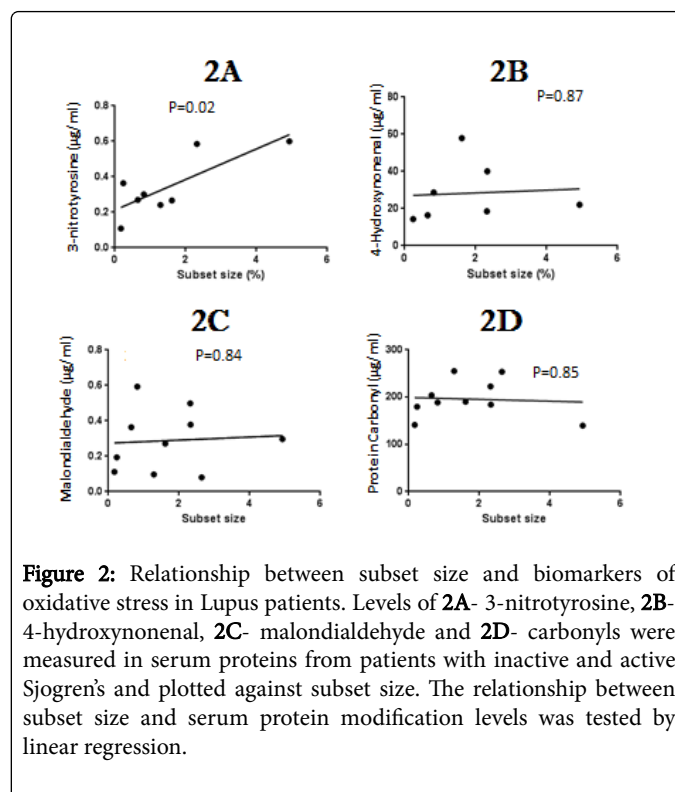 2A
P=0.02
3-nitrotyrosine (µg/ml)
0.8
0.6
0.4
0.2
0.0
0 2 4 6
Subset size (%)
2B
P=0.87
4-Hydroxynonenal (µg/ml)
80
60
40
20
0
0 2 4 6
Subset size (%)
2C
P=0.84
Malondialdehyde (µg/ml)
0.8
0.6
0.4
0.2
0.0
0 2 4 6
Subset size
2D
P=0.85
Protein Carbonyl (µg/ml)
300
200
100
0
0 2 4 6
Subset size
Figure 2: Relationship between subset size and biomarkers of
oxidative stress in Lupus patients. Levels of 2A- 3-nitrotyrosine, 2B-
4-hydroxynonenal, 2C- malondialdehyde and 2D- carbonyls were
measured in serum proteins from patients with inactive and active
Sjogren's and plotted against subset size. The relationship between
subset size and serum protein modification levels was tested by
linear regression.